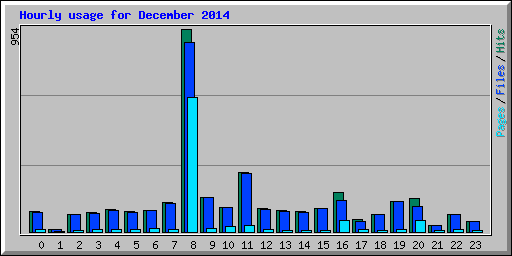 Hourly usage for December 2014
954
Pages/Files/Hits
0 1 2 3 4 5 6 7 8 9 10 11 12 13 14 15 16 17 18 19 20 21 22 23